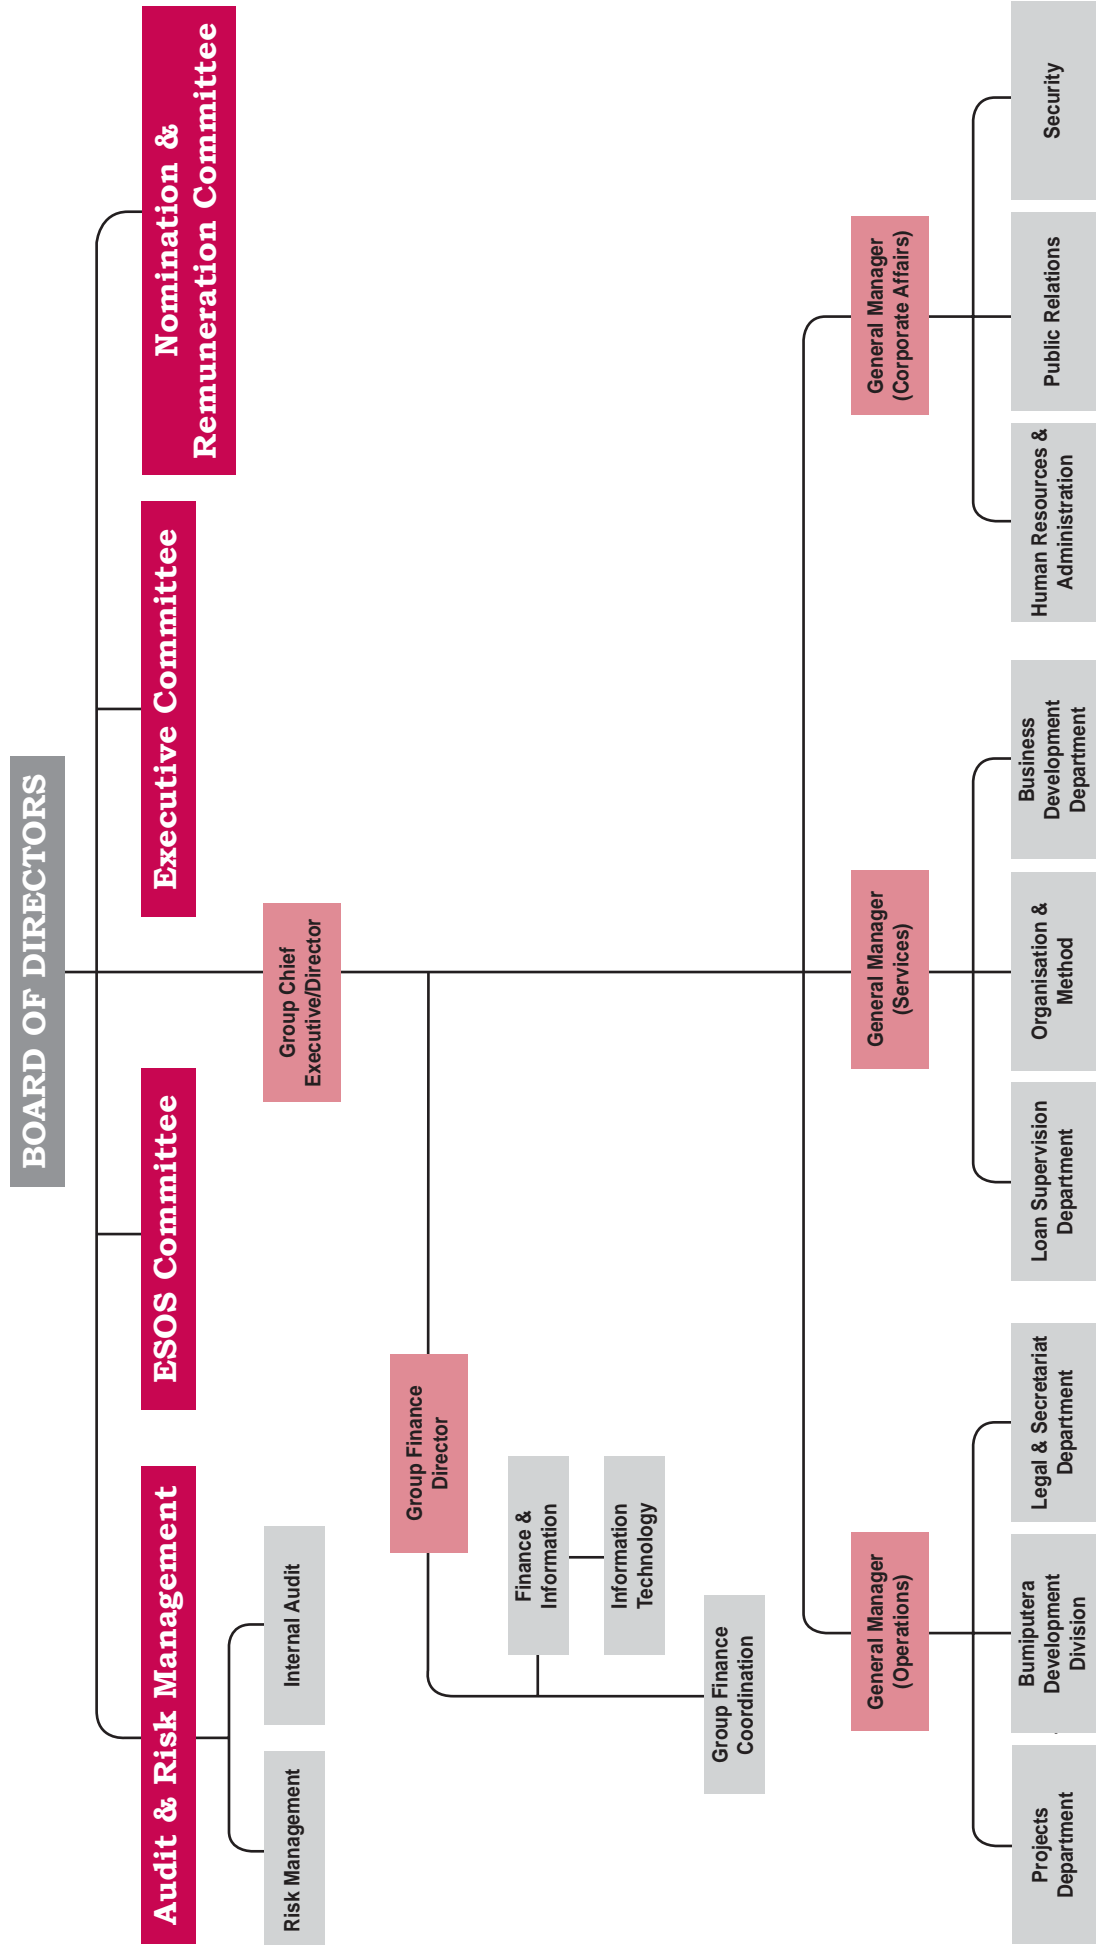 BOARD OF DIRECTORS
Audit & Risk Management
ESOS Committee
Executive Committee
Nomination &
Remuneration Committee
Risk Management
Internal Audit
Group Chief
Executive/Director
Group Finance
Director
Finance &
Information
Information
Technology
Group Finance
Coordination
General Manager
(Operations)
General Manager
(Services)
General Manager
(Corporate Affairs)
Projects
Department
Bumiputera
Development
Division
Legal & Secretariat
Department
Loan Supervision
Department
Organisation &
Method
Business
Development
Department
Human Resources &
Administration
Public Relations
Security